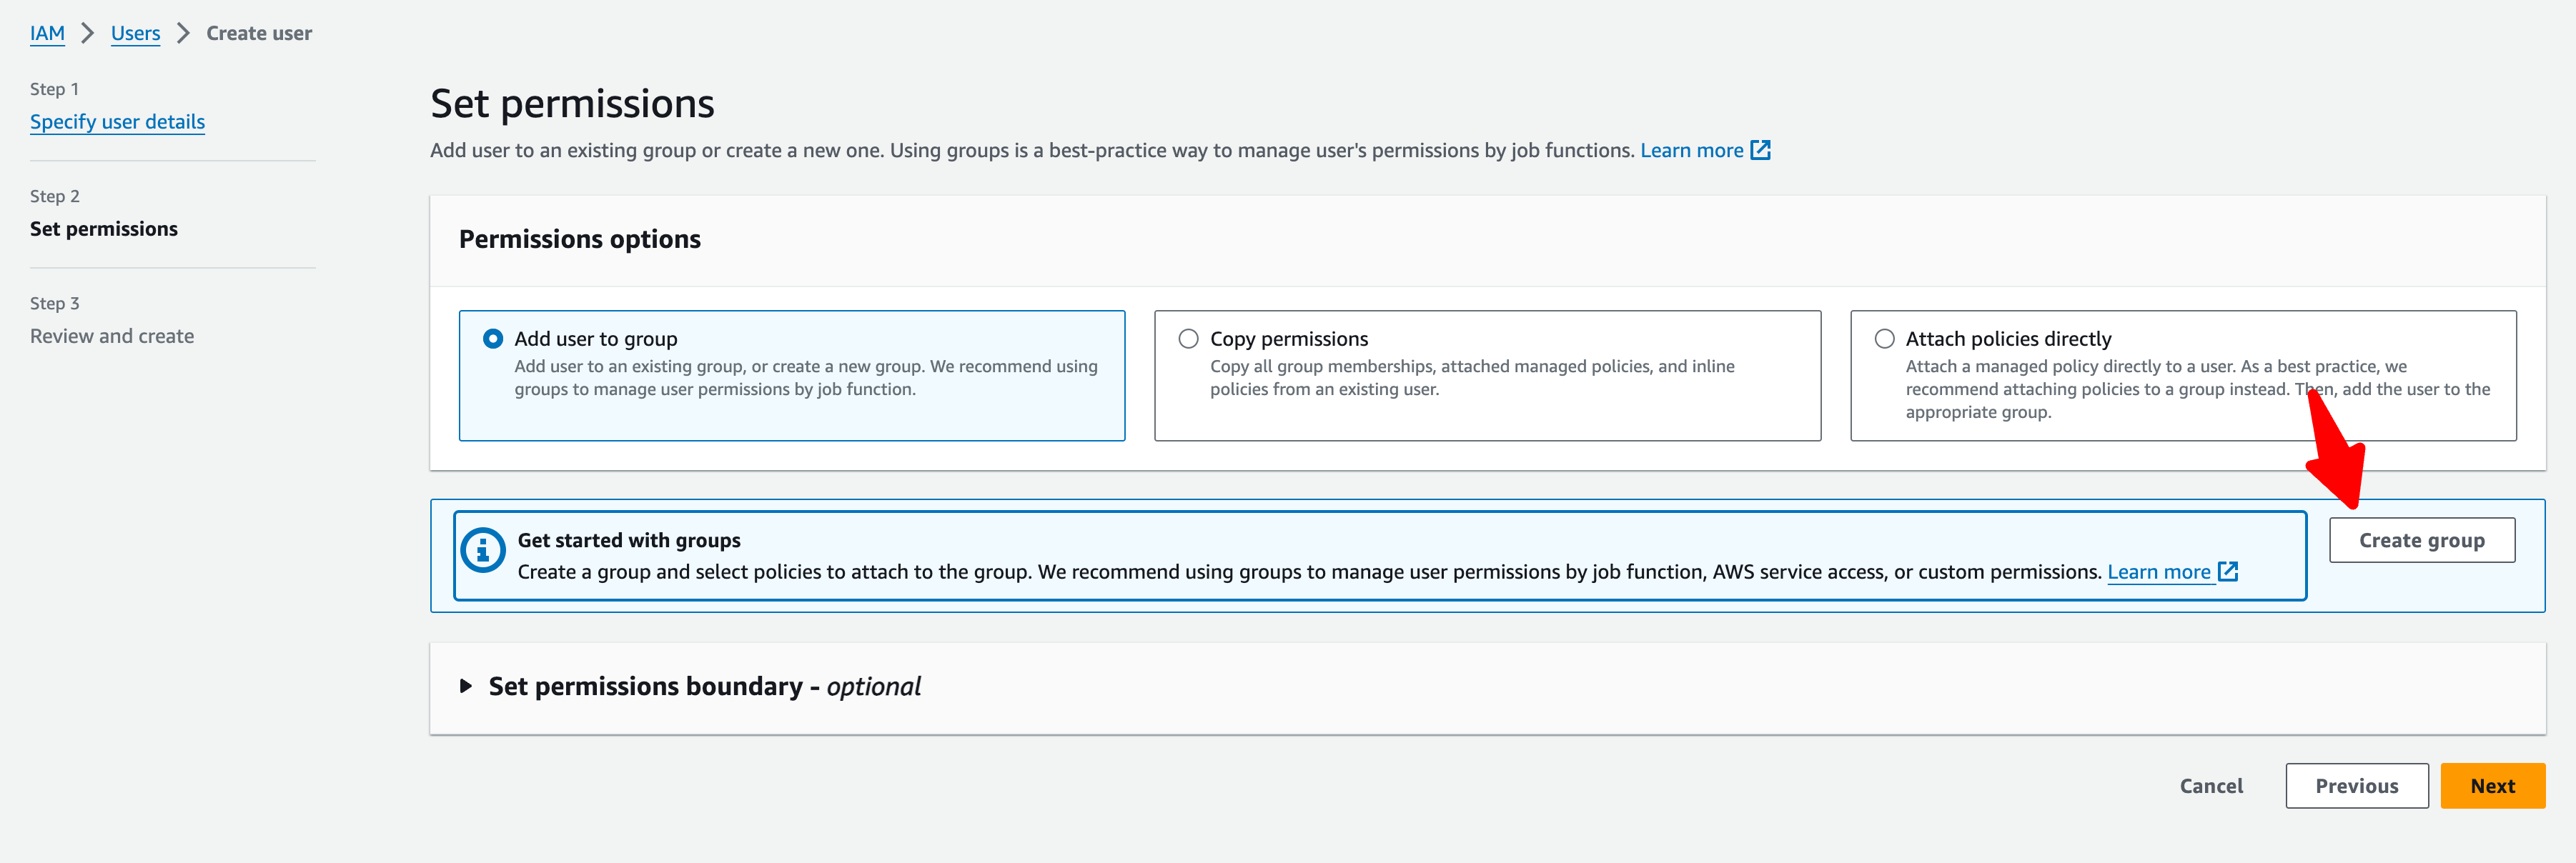 IAM > Users > Create user
Step 1
Specify user details
Step 2
Set permissions
Step 3
Review and create
Set permissions
Add user to an existing group or create a new one. Using groups is a best-practice way to manage user's permissions by job functions. Learn more
Permissions options
Add user to group
Add user to an existing group, or create a new group. We recommend using
groups to manage user permissions by job function.
Copy permissions
Copy all group memberships, attached managed policies, and inline
policies from an existing user.
Attach policies directly
Attach a managed policy directly to a user. As a best practice, we
recommend attaching policies to a group instead. Then, add the user to the
appropriate group.
Get started with groups
Create a group and select policies to attach to the group. We recommend using groups to manage user permissions by job function, AWS service access, or custom permissions. Learn more
Create group
Set permissions boundary - optional
Cancel
Previous
Next